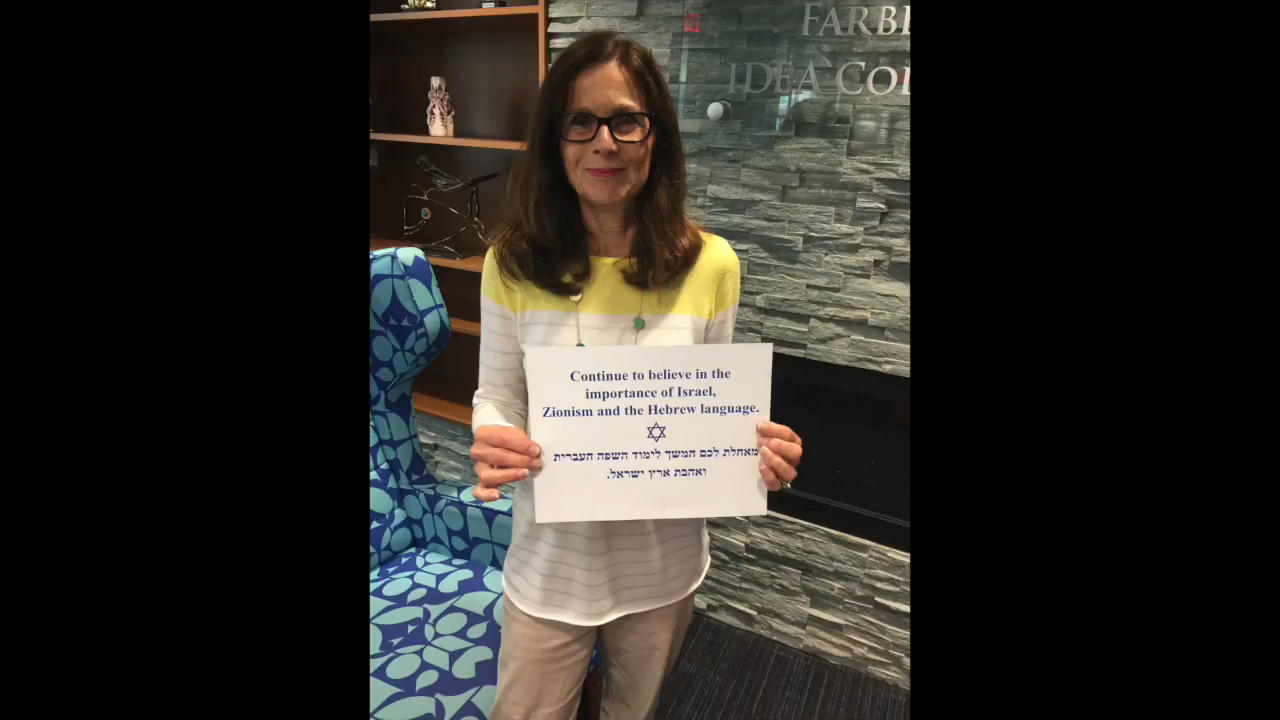 FARB
IDEA CO
Continue to believe in the
importance of Israel,
Zionism and the Hebrew language.
מאחלת לכם המשך לימוד השפה העברית
ואהבת ארץ ישראל.